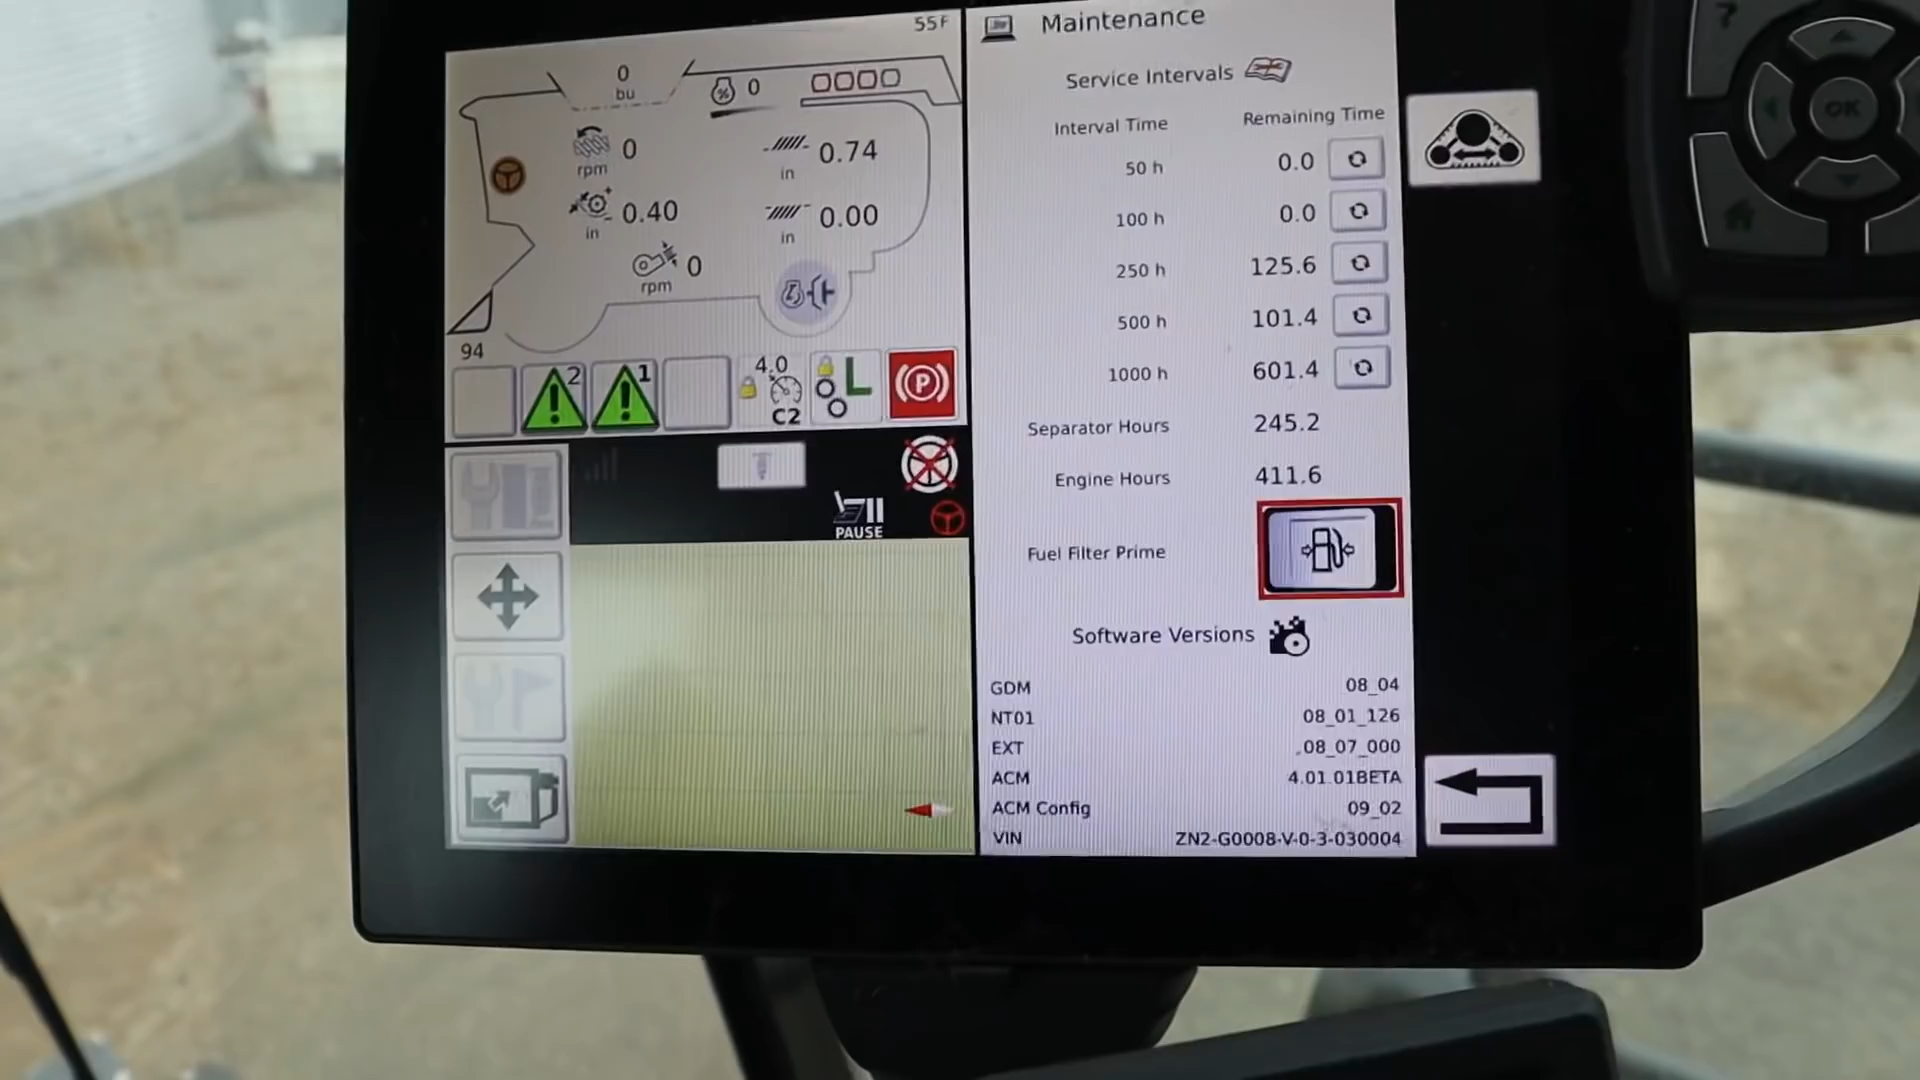 55F
0
bu
% 0
0
rpm
0.74
in
0.40
in
0.00
in
0
rpm
94
2
1
4.0
C2
L
P
PAUSE
Maintenance
Service Intervals
Interval Time Remaining Time
50 h 0.0
100 h 0.0
250 h 125.6
500 h 101.4
1000 h 601.4
Separator Hours 245.2
Engine Hours 411.6
Fuel Filter Prime
Software Versions
GDM 08_04
NT01 08_01_126
EXT 08_07_000
ACM 4.01.01BETA
ACM Config 09_02
VIN ZN2-G0008-V-0-3-030004
?
OK